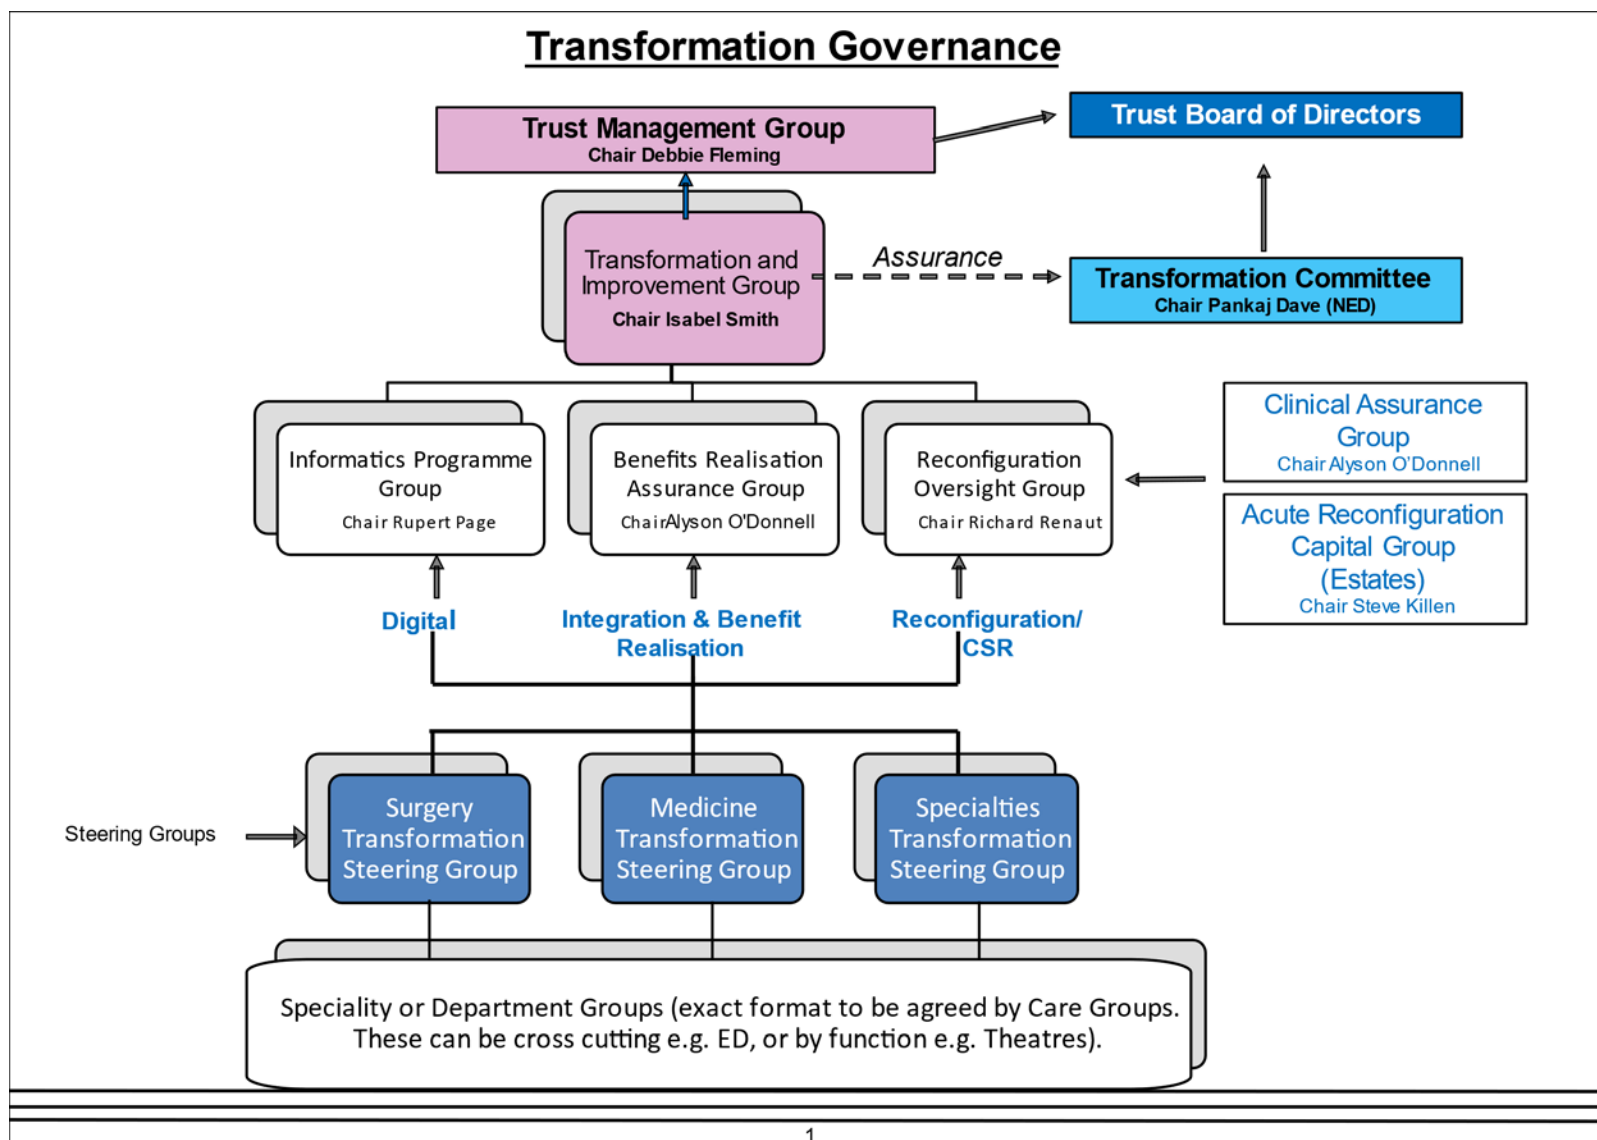 Transformation Governance
Trust Management Group
Chair Debbie Fleming
Trust Board of Directors
Transformation and
Improvement Group
Chair Isabel Smith
Assurance
Transformation Committee
Chair Pankaj Dave (NED)
Informatics Programme
Group
Chair Rupert Page
Benefits Realisation
Assurance Group
ChairAlyson O'Donnell
Reconfiguration
Oversight Group
Chair Richard Renaut
Clinical Assurance
Group
Chair Alyson O'Donnell
Acute Reconfiguration
Capital Group
(Estates)
Chair Steve Killen
Digital
Integration & Benefit
Realisation
Reconfiguration/
CSR
Steering Groups
Surgery
Transformation
Steering Group
Medicine
Transformation
Steering Group
Specialties
Transformation
Steering Group
Speciality or Department Groups (exact format to be agreed by Care Groups.
These can be cross cutting e.g. ED, or by function e.g. Theatres).
1